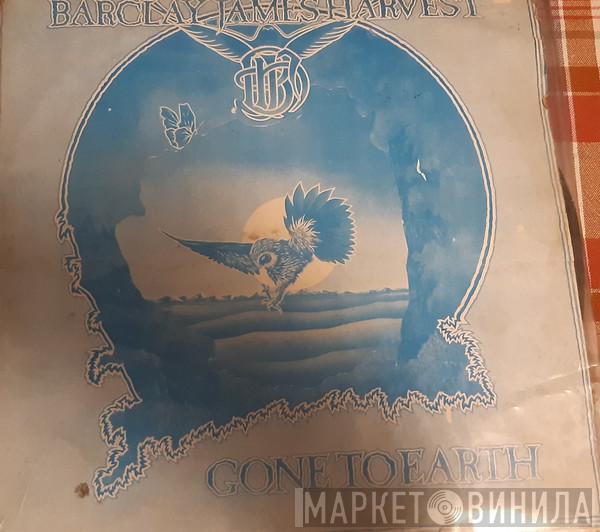 BARCLAY JAMES HARVEST
GONE TO EARTH
МАРКЕТ ВИНИЛА